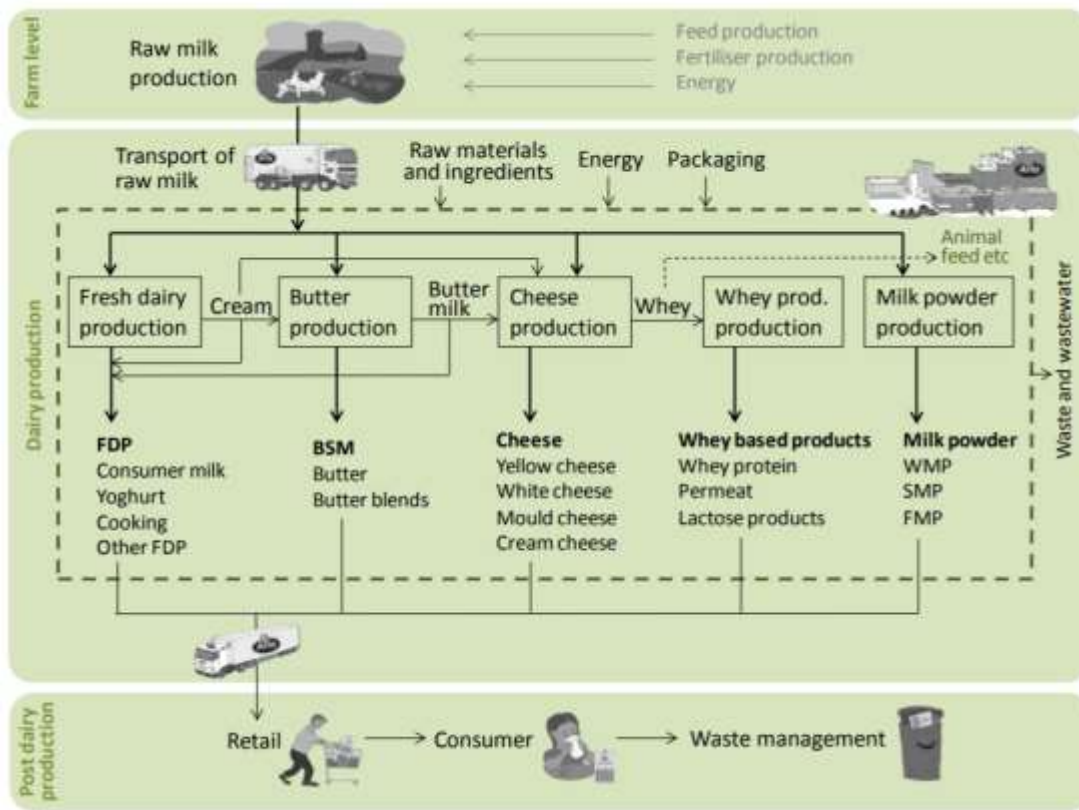 Farm level
Raw milk
production
Feed production
Fertiliser production
Energy
Dairy production
Transport of
raw milk
Raw materials
and ingredients
Energy
Packaging
Animal
feed etc
Fresh dairy
production
Cream
Butter
production
Butter
milk
Cheese
production
Whey
Whey prod.
production
Milk powder
production
Waste and wastewater
FDP
Consumer milk
Yoghurt
Cooking
Other FDP
BSM
Butter
Butter blends
Cheese
Yellow cheese
White cheese
Mould cheese
Cream cheese
Whey based products
Whey protein
Permeat
Lactose products
Milk powder
WMP
SMP
FMP
Post dairy
production
Retail
Consumer
Waste management